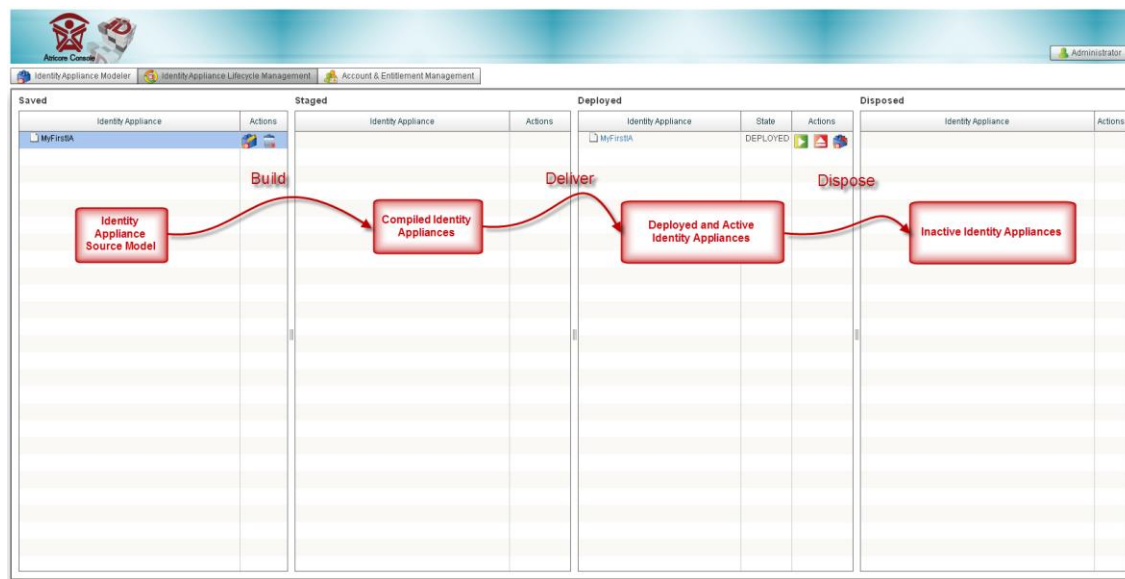 Atricore Console
Administrator
Identity Appliance Modeler
Identity Appliance Lifecycle Management
Account & Entitlement Management
Saved
Staged
Deployed
Disposed
Identity Appliance
Actions
Identity Appliance
Actions
Identity Appliance
State
Actions
Identity Appliance
Actions
MyFirstIA
MyFirstIA
DEPLOYED
Build
Deliver
Dispose
Identity
Appliance
Source Model
Compiled Identity
Appliances
Deployed and Active
Identity Appliances
Inactive Identity Appliances